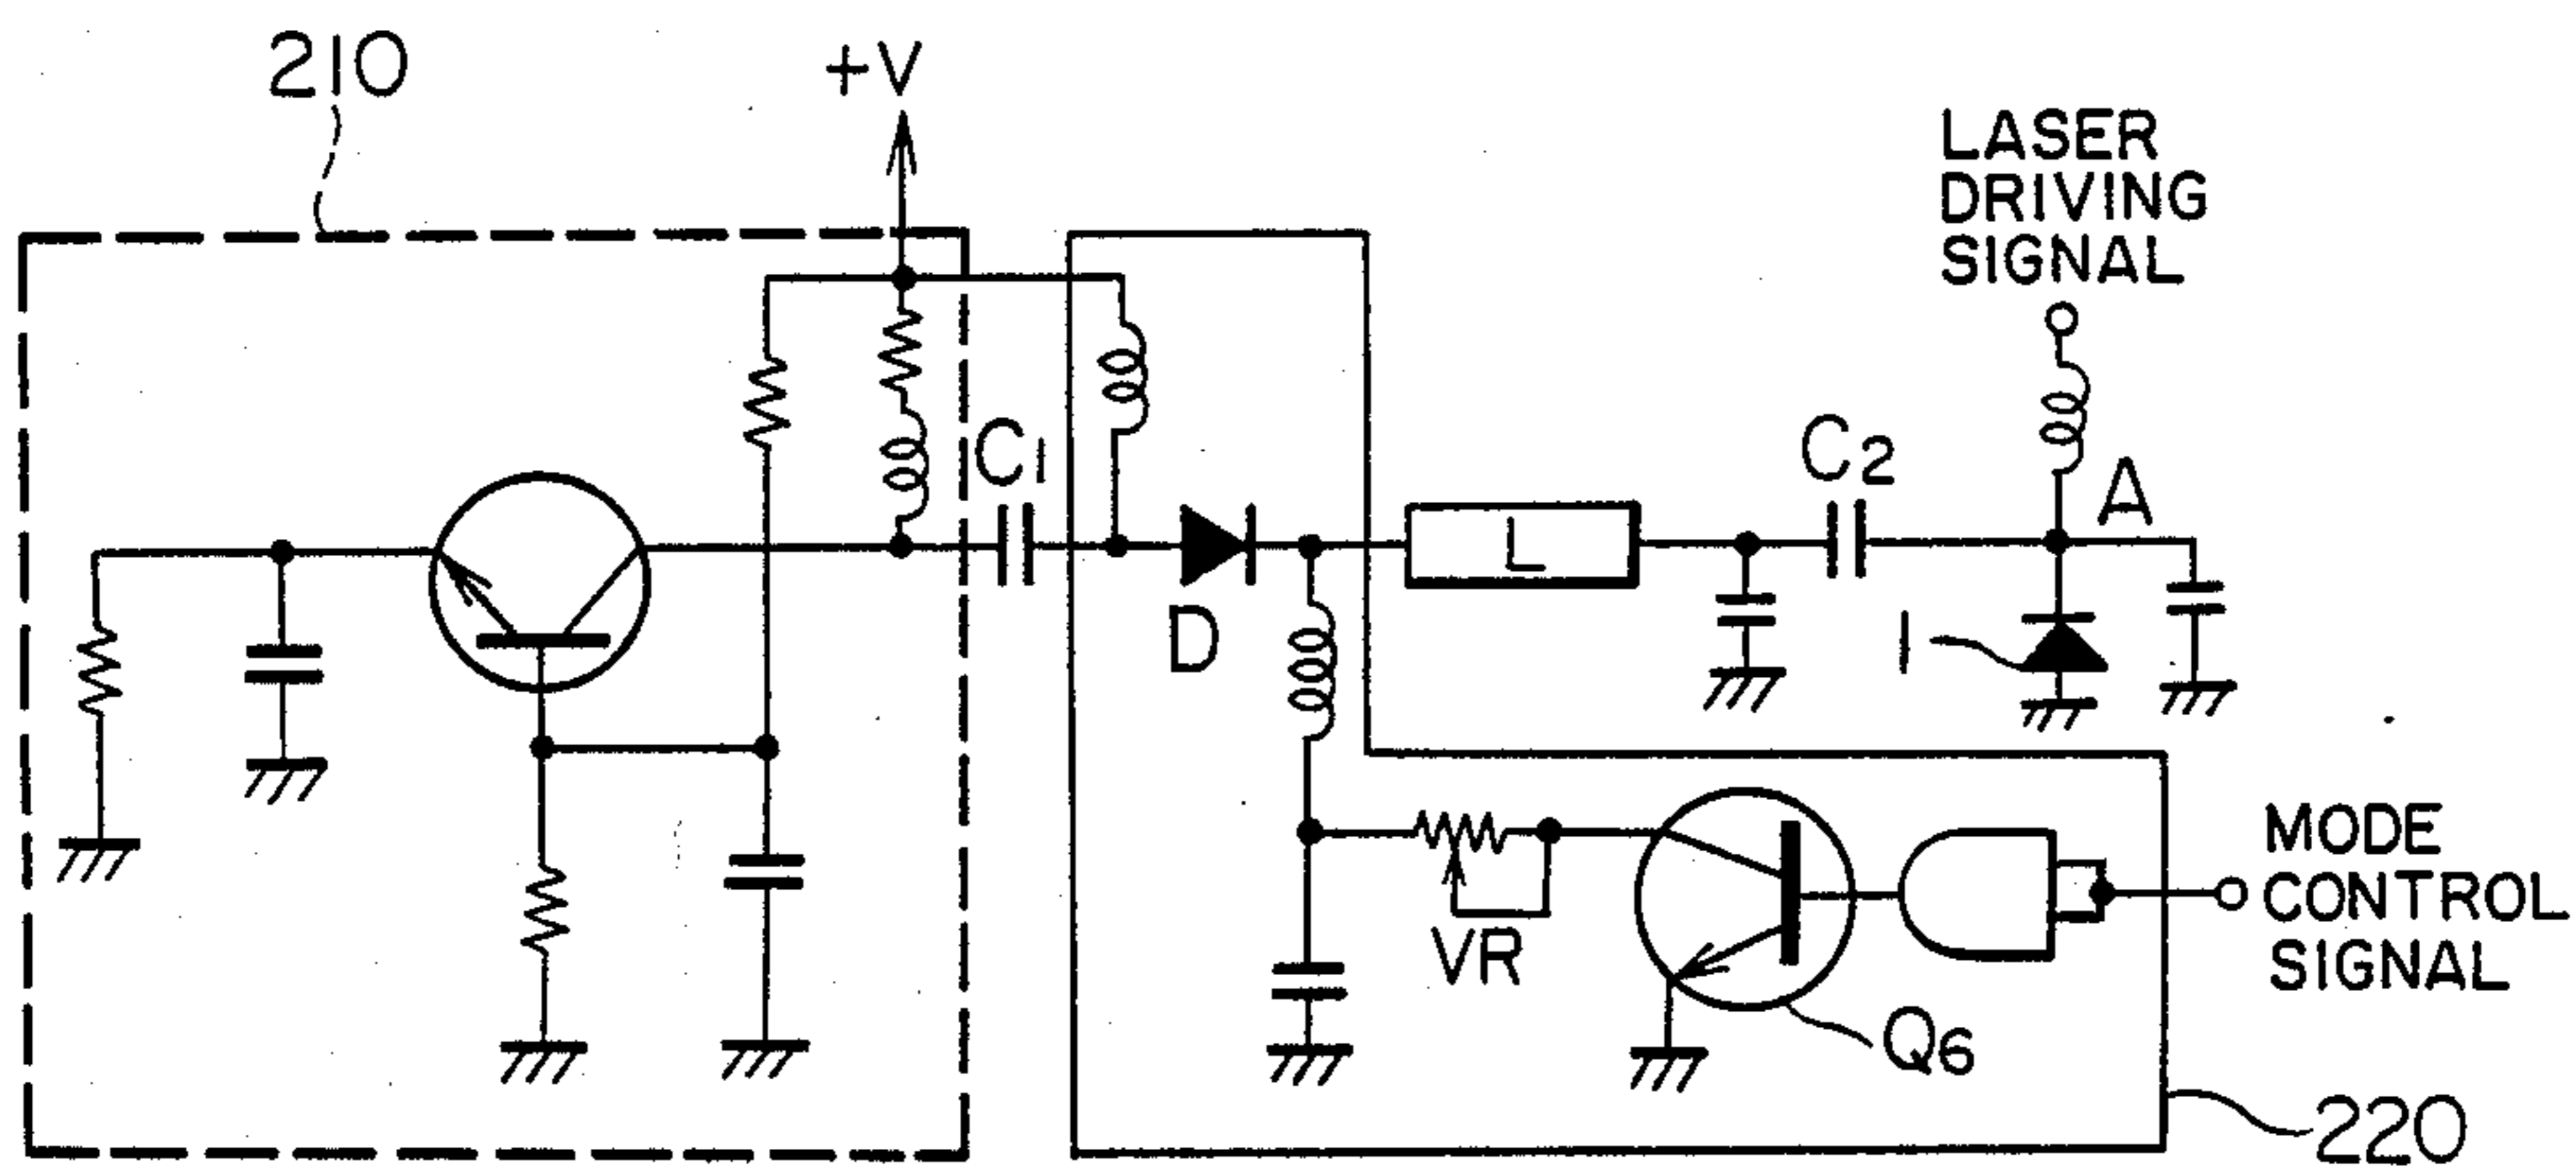 210
+V
LASER
DRIVING
SIGNAL
C1
C2
A
L
D
1
VR
Q6
MODE
CONTROL
SIGNAL
220